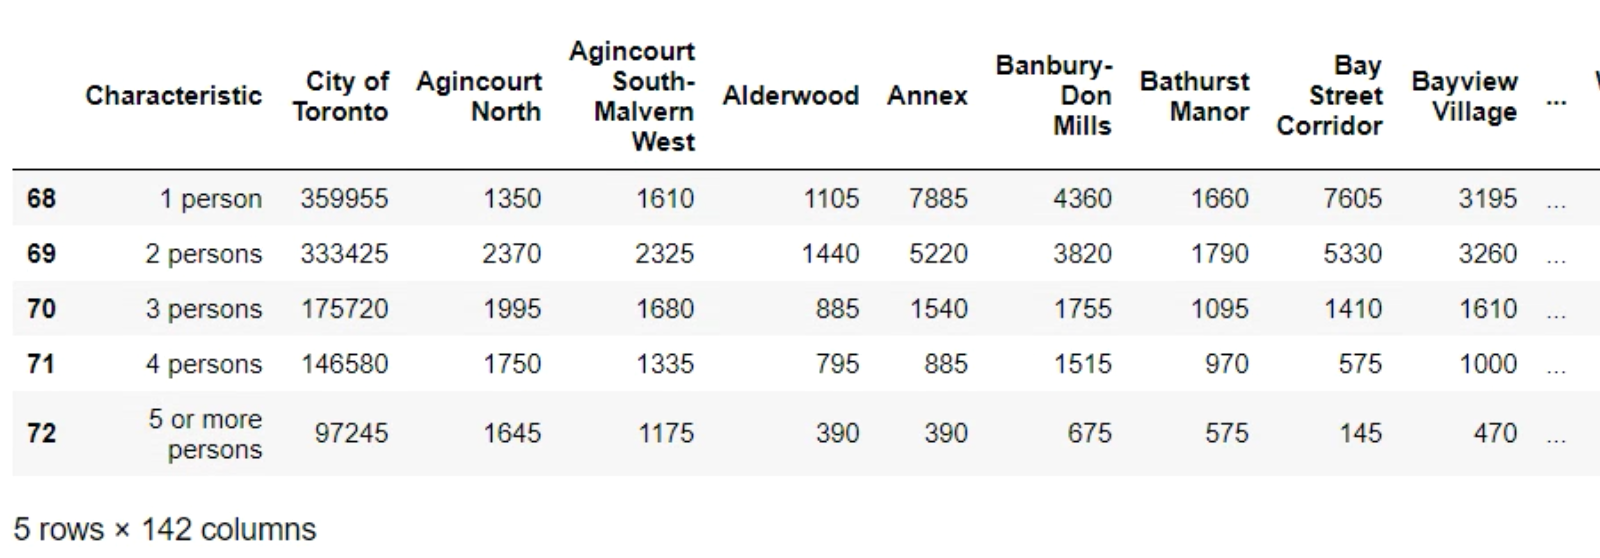 Characteristic City of Toronto Agincourt North Agincourt South-Malvern West Alderwood Annex Banbury-Don Mills Bathurst Manor Bay Street Corridor Bayview Village ...
68 1 person 359955 1350 1610 1105 7885 4360 1660 7605 3195 ...
69 2 persons 333425 2370 2325 1440 5220 3820 1790 5330 3260 ...
70 3 persons 175720 1995 1680 885 1540 1755 1095 1410 1610 ...
71 4 persons 146580 1750 1335 795 885 1515 970 575 1000 ...
72 5 or more persons 97245 1645 1175 390 390 675 575 145 470 ...
5 rows × 142 columns